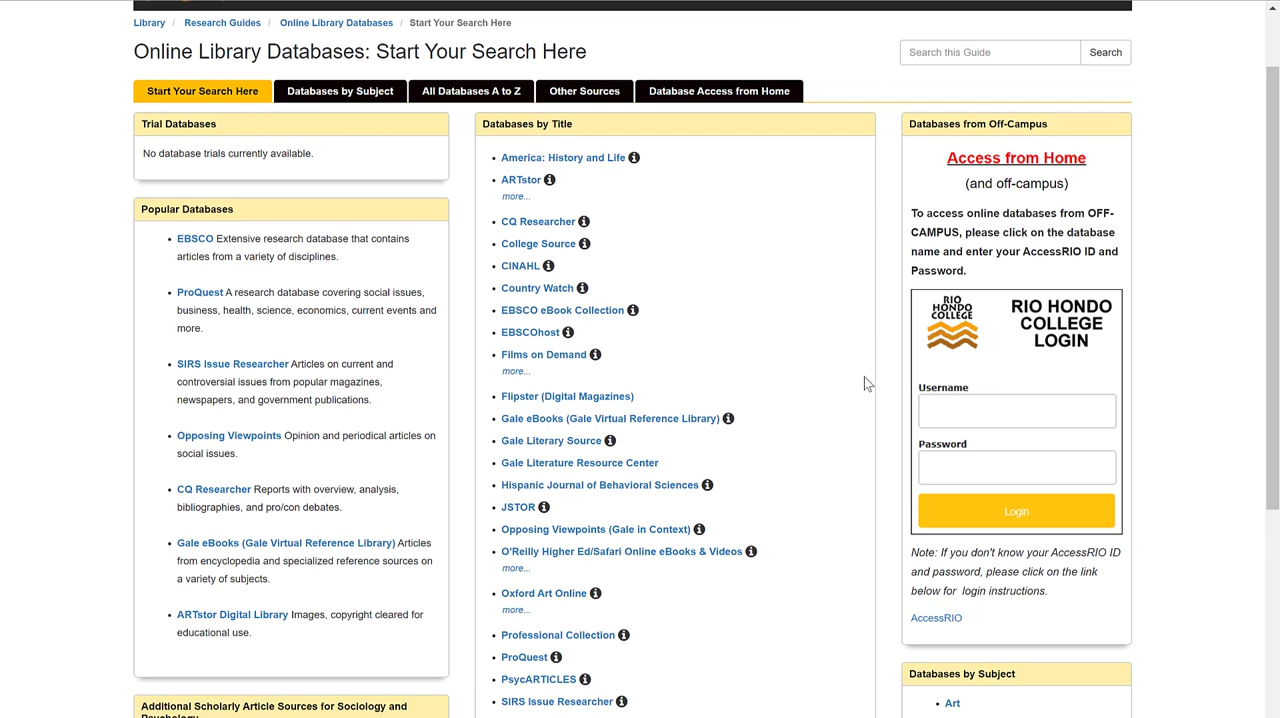 Library / Research Guides / Online Library Databases / Start Your Search Here
Online Library Databases: Start Your Search Here
Search this Guide
Search
Start Your Search Here
Databases by Subject
All Databases A to Z
Other Sources
Database Access from Home
Trial Databases
No database trials currently available.
Popular Databases
EBSCO Extensive research database that contains
articles from a variety of disciplines.
ProQuest A research database covering social issues,
business, health, science, economics, current events and
more.
SIRS Issue Researcher Articles on current and
controversial issues from popular magazines,
newspapers, and government publications.
Opposing Viewpoints Opinion and periodical articles on
social issues.
CQ Researcher Reports with overview, analysis,
bibliographies, and pro/con debates.
Gale eBooks (Gale Virtual Reference Library) Articles
from encyclopedia and specialized reference sources on
a variety of subjects.
ARTstor Digital Library Images, copyright cleared for
educational use.
Additional Scholarly Article Sources for Sociology and
Psychology
Databases by Title
America: History and Life
ARTstor
more...
CQ Researcher
College Source
CINAHL
Country Watch
EBSCO eBook Collection
EBSCOhost
Films on Demand
more...
Flipster (Digital Magazines)
Gale eBooks (Gale Virtual Reference Library)
Gale Literary Source
Gale Literature Resource Center
Hispanic Journal of Behavioral Sciences
JSTOR
Opposing Viewpoints (Gale in Context)
O'Reilly Higher Ed/Safari Online eBooks & Videos
more...
Oxford Art Online
more...
Professional Collection
ProQuest
PsycARTICLES
SIRS Issue Researcher
Databases from Off-Campus
Access from Home
(and off-campus)
To access online databases from OFF-
CAMPUS, please click on the database
name and enter your AccessRIO ID and
Password.
RIO HONDO
COLLEGE
RIO HONDO
COLLEGE
LOGIN
Username
Password
Login
Note: If you don't know your AccessRIO ID
and password, please click on the link
below for login instructions.
AccessRIO
Databases by Subject
Art